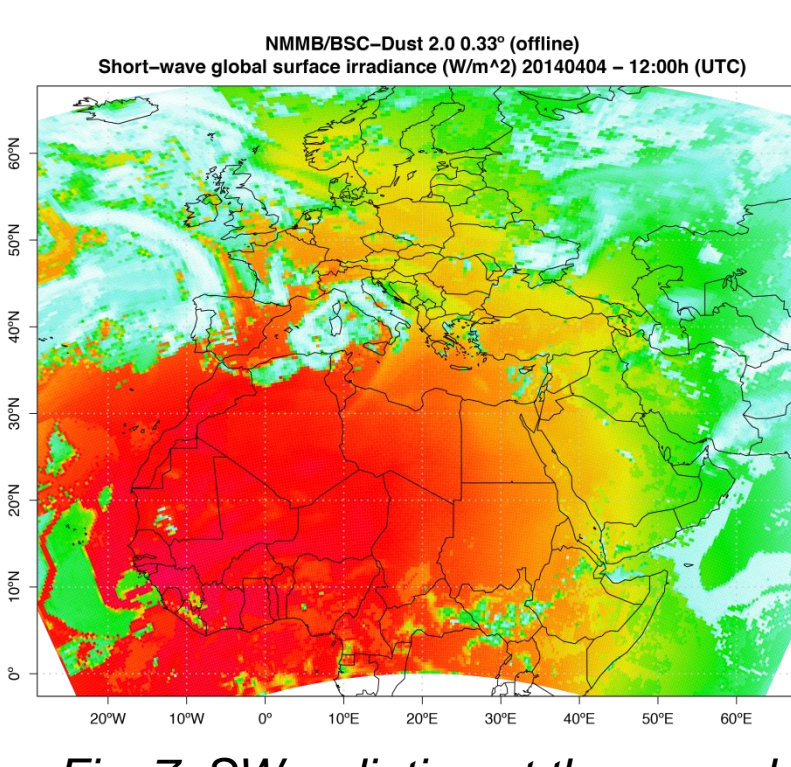 NMMB/BSC–Dust 2.0 0.33º (offline)
Short–wave global surface irradiance (W/m^2) 20140404 – 12:00h (UTC)
60ºN
50ºN
40ºN
30ºN
20ºN
10ºN
0º
20ºW 10ºW 0º 10ºE 20ºE 30ºE 40ºE 50ºE 60ºE